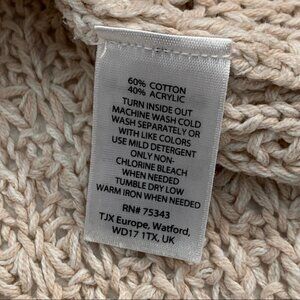 60% COTTON
40% ACRYLIC
TURN INSIDE OUT
MACHINE WASH COLD
WASH SEPARATELY OR
WITH LIKE COLORS
USE MILD DETERGENT
ONLY NON-
CHLORINE BLEACH
WHEN NEEDED
TUMBLE DRY LOW
WARM IRON WHEN NEEDED
RN# 75343
TJX Europe, Watford,
WD17 1TX, UK